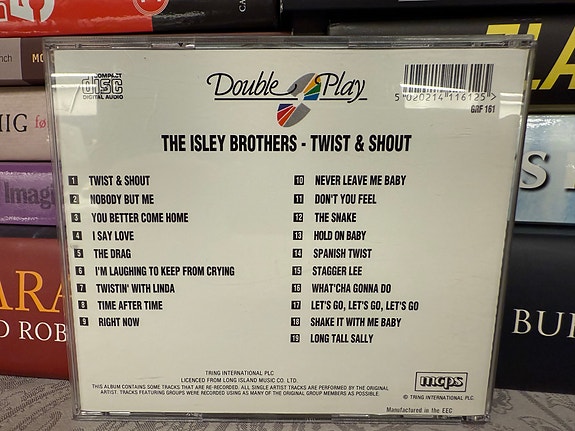 COMPACT
disc
DIGITAL AUDIO
Double Play
5 020214 116125 >
GRF 161
THE ISLEY BROTHERS - TWIST & SHOUT
1 TWIST & SHOUT
2 NOBODY BUT ME
3 YOU BETTER COME HOME
4 I SAY LOVE
5 THE DRAG
6 I'M LAUGHING TO KEEP FROM CRYING
7 TWISTIN' WITH LINDA
8 TIME AFTER TIME
9 RIGHT NOW
10 NEVER LEAVE ME BABY
11 DON'T YOU FEEL
12 THE SNAKE
13 HOLD ON BABY
14 SPANISH TWIST
15 STAGGER LEE
16 WHAT'CHA GONNA DO
17 LET'S GO, LET'S GO, LET'S GO
18 SHAKE IT WITH ME BABY
19 LONG TALL SALLY
TRING INTERNATIONAL PLC
LICENCED FROM LONG ISLAND MUSIC CO. LTD.
THIS ALBUM CONTAINS SOME TRACKS THAT ARE RE-RECORDED. ALL SINGLE ARTIST TRACKS ARE PERFORMED BY THE ORIGINAL
ARTIST. TRACKS FEATURING GROUPS WERE RECORDED USING AS MANY OF THE ORIGINAL GROUP MEMBERS AS POSSIBLE.
mcps
© TRING INTERNATIONAL PLC.
Manufactured in the EEC
HIG
Imagi
ARA
D ROB
BU